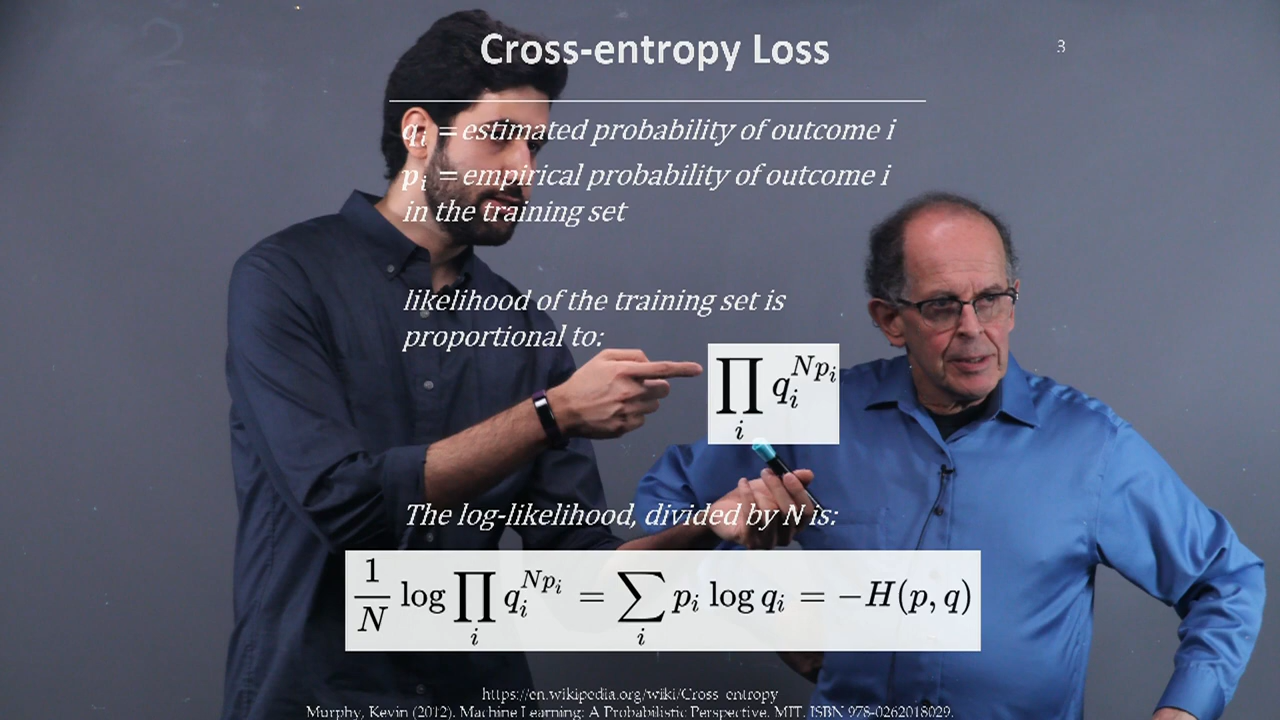 Cross-entropy Loss
3
qᵢ = estimated probability of outcome i
pᵢ = empirical probability of outcome i
in the training set
likelihood of the training set is
proportional to:
∏ᵢ qᵢ^{Npᵢ}
The log-likelihood, divided by N is:
1/N log ∏ᵢ qᵢ^{Npᵢ} = ∑ᵢ pᵢ log qᵢ = −H(p, q)
https://en.wikipedia.org/wiki/Cross_entropy
Murphy, Kevin (2012). Machine Learning: A Probabilistic Perspective. MIT. ISBN 978-0262018029.